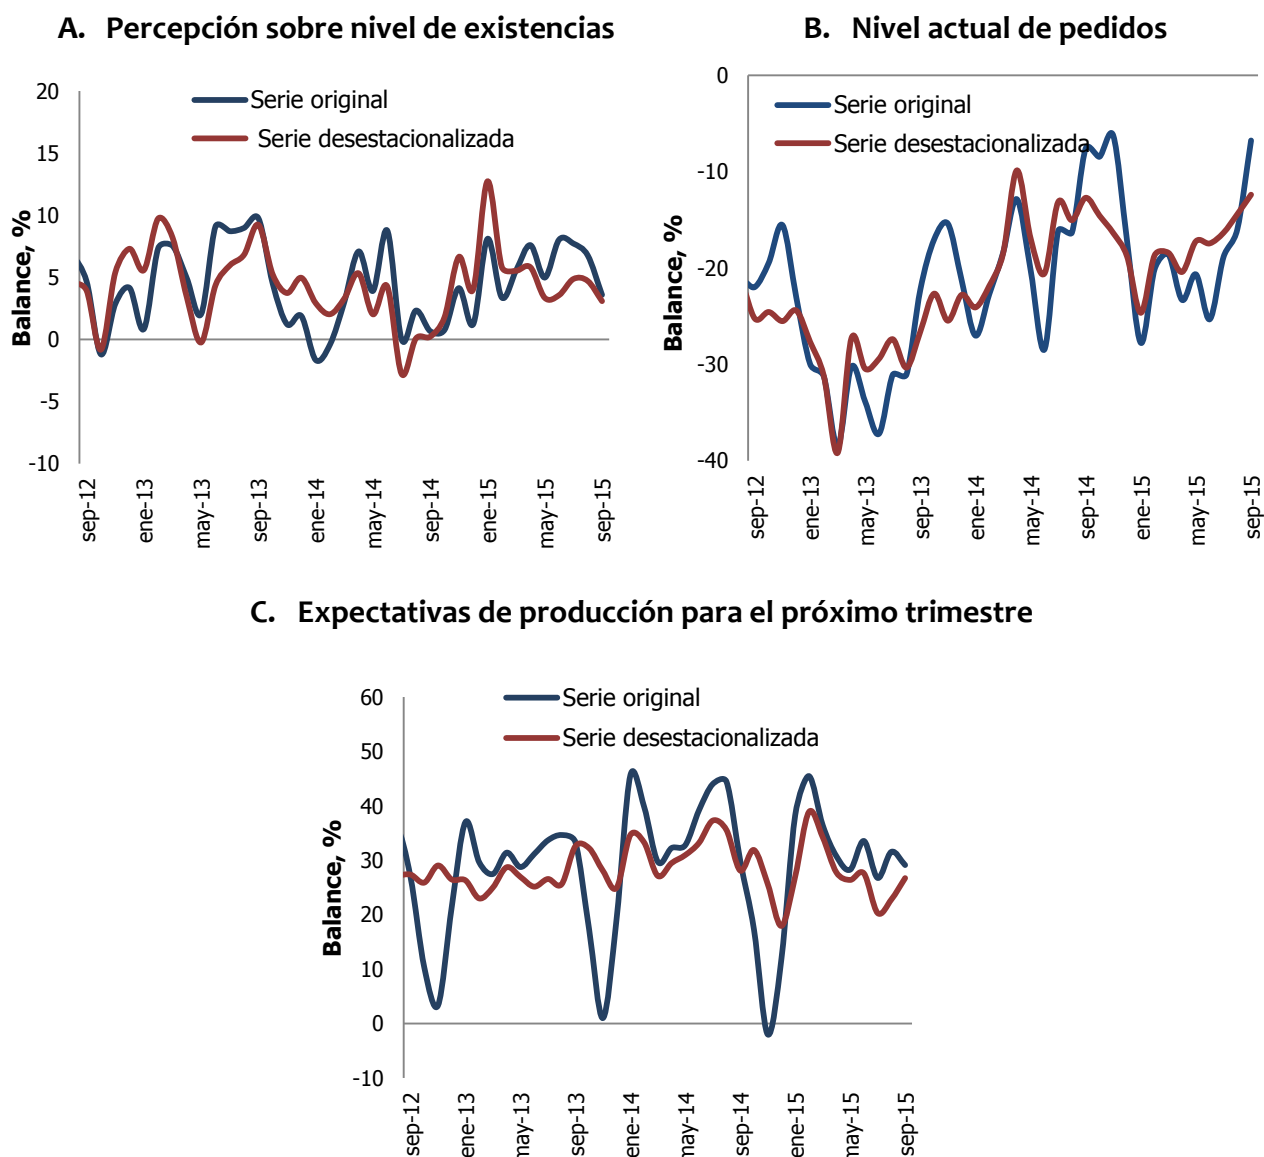 A. Percepción sobre nivel de existencias
Serie original
Serie desestacionalizada
Balance, %
20
15
10
5
0
-5
-10
sep-12
ene-13
may-13
sep-13
ene-14
may-14
sep-14
ene-15
may-15
sep-15
B. Nivel actual de pedidos
Serie original
Serie desestacionalizada
Balance, %
0
-10
-20
-30
-40
sep-12
ene-13
may-13
sep-13
ene-14
may-14
sep-14
ene-15
may-15
sep-15
C. Expectativas de producción para el próximo trimestre
Serie original
Serie desestacionalizada
Balance, %
60
50
40
30
20
10
0
-10
sep-12
ene-13
may-13
sep-13
ene-14
may-14
sep-14
ene-15
may-15
sep-15